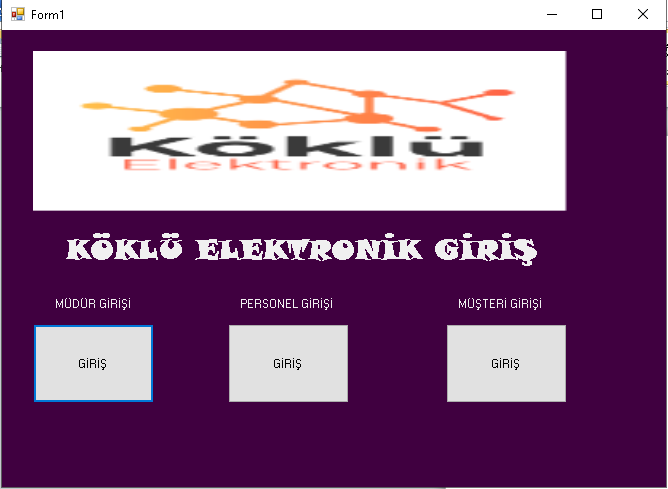 Form1
Köklü
Elektronik
KÖKLÜ ELEKTRONİK GİRİŞ
MÜDÜR GİRİŞİ PERSONEL GİRİŞİ MÜŞTERİ GİRİŞİ
GİRİŞ GİRİŞ GİRİŞ